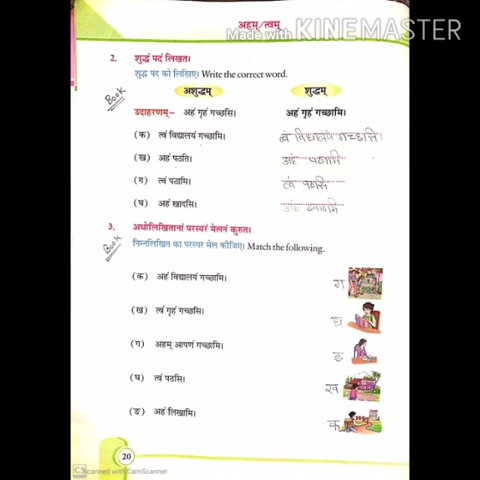 अहम्/त्वम्
Made with KINEMASTER
2. शुद्धं पदं लिखत।
शुद्ध पद को लिखिए। Write the correct word.
Book
अशुद्धम् शुद्धम्
उदाहरणम्– अहं गृहं गच्छसि। अहं गृहं गच्छामि।
(क) त्वं विद्यालयं गच्छामि। त्वं विद्यालयं गच्छसि।
(ख) अहं पठति। अहं पठामि
(ग) त्वं पठामि। त्वं पठसि
(घ) अहं खादसि। अहं खादामि
3. अधोलिखितानां परस्परं मेलनं कुरुत।
Book
निम्नलिखित का परस्पर मेल कीजिए। Match the following.
(क) अहं विद्यालयं गच्छामि। ग
(ख) त्वं गृहं गच्छसि। घ
(ग) अहम् आपणं गच्छामि। ङ
(घ) त्वं पठसि। ख
(ङ) अहं लिखामि। क
20
CS Scanned with CamScanner